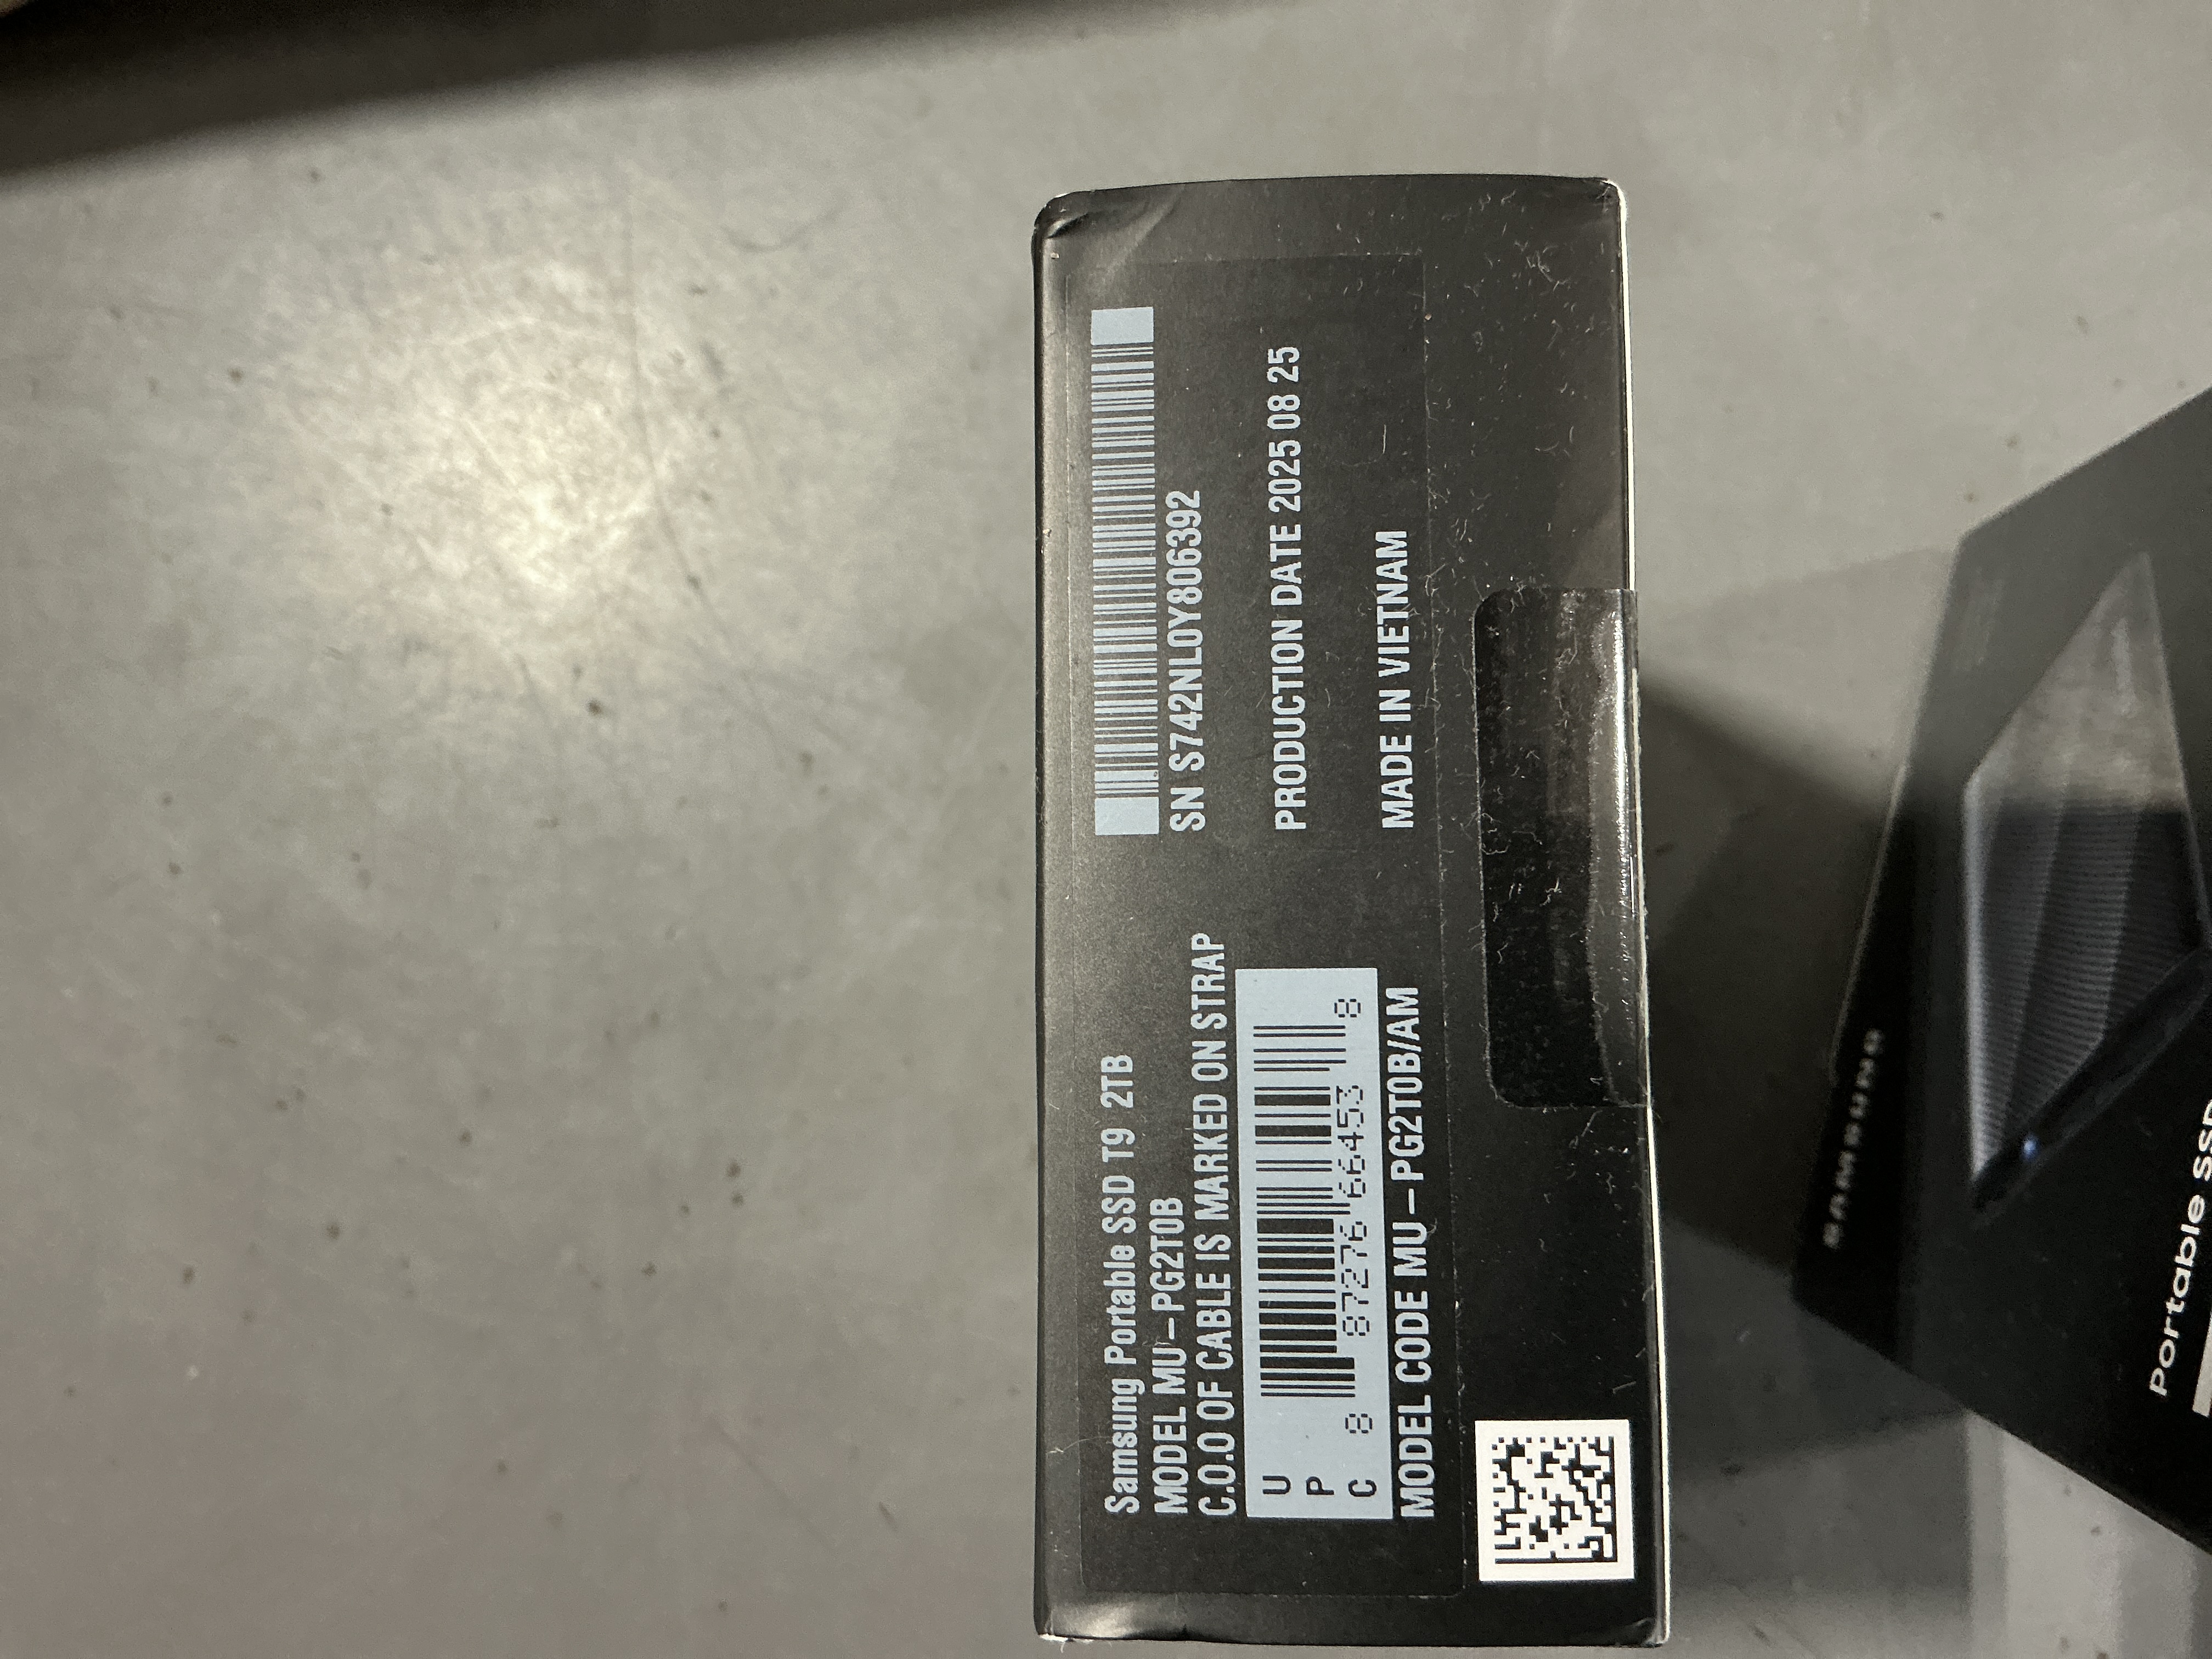 Samsung Portable SSD T9 2TB
MODEL MU-PG2T0B
C.O.O OF CABLE IS MARKED ON STRAP
UPC
8 87276 66453 8
MODEL CODE MU-PG2T0B/AM
SN S742NL0Y806392
PRODUCTION DATE 2025 08 25
MADE IN VIETNAM
SAMSUNG
Portable SSD